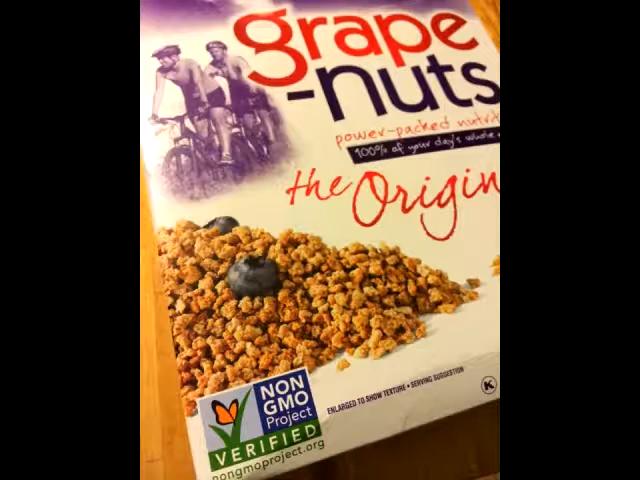 grape
-nuts
power-packed nutrit
100% of your day's whole
the Origin
NON
GMO
Project
VERIFIED
nongmoproject.org
ENLARGED TO SHOW TEXTURE • SERVING SUGGESTION
K